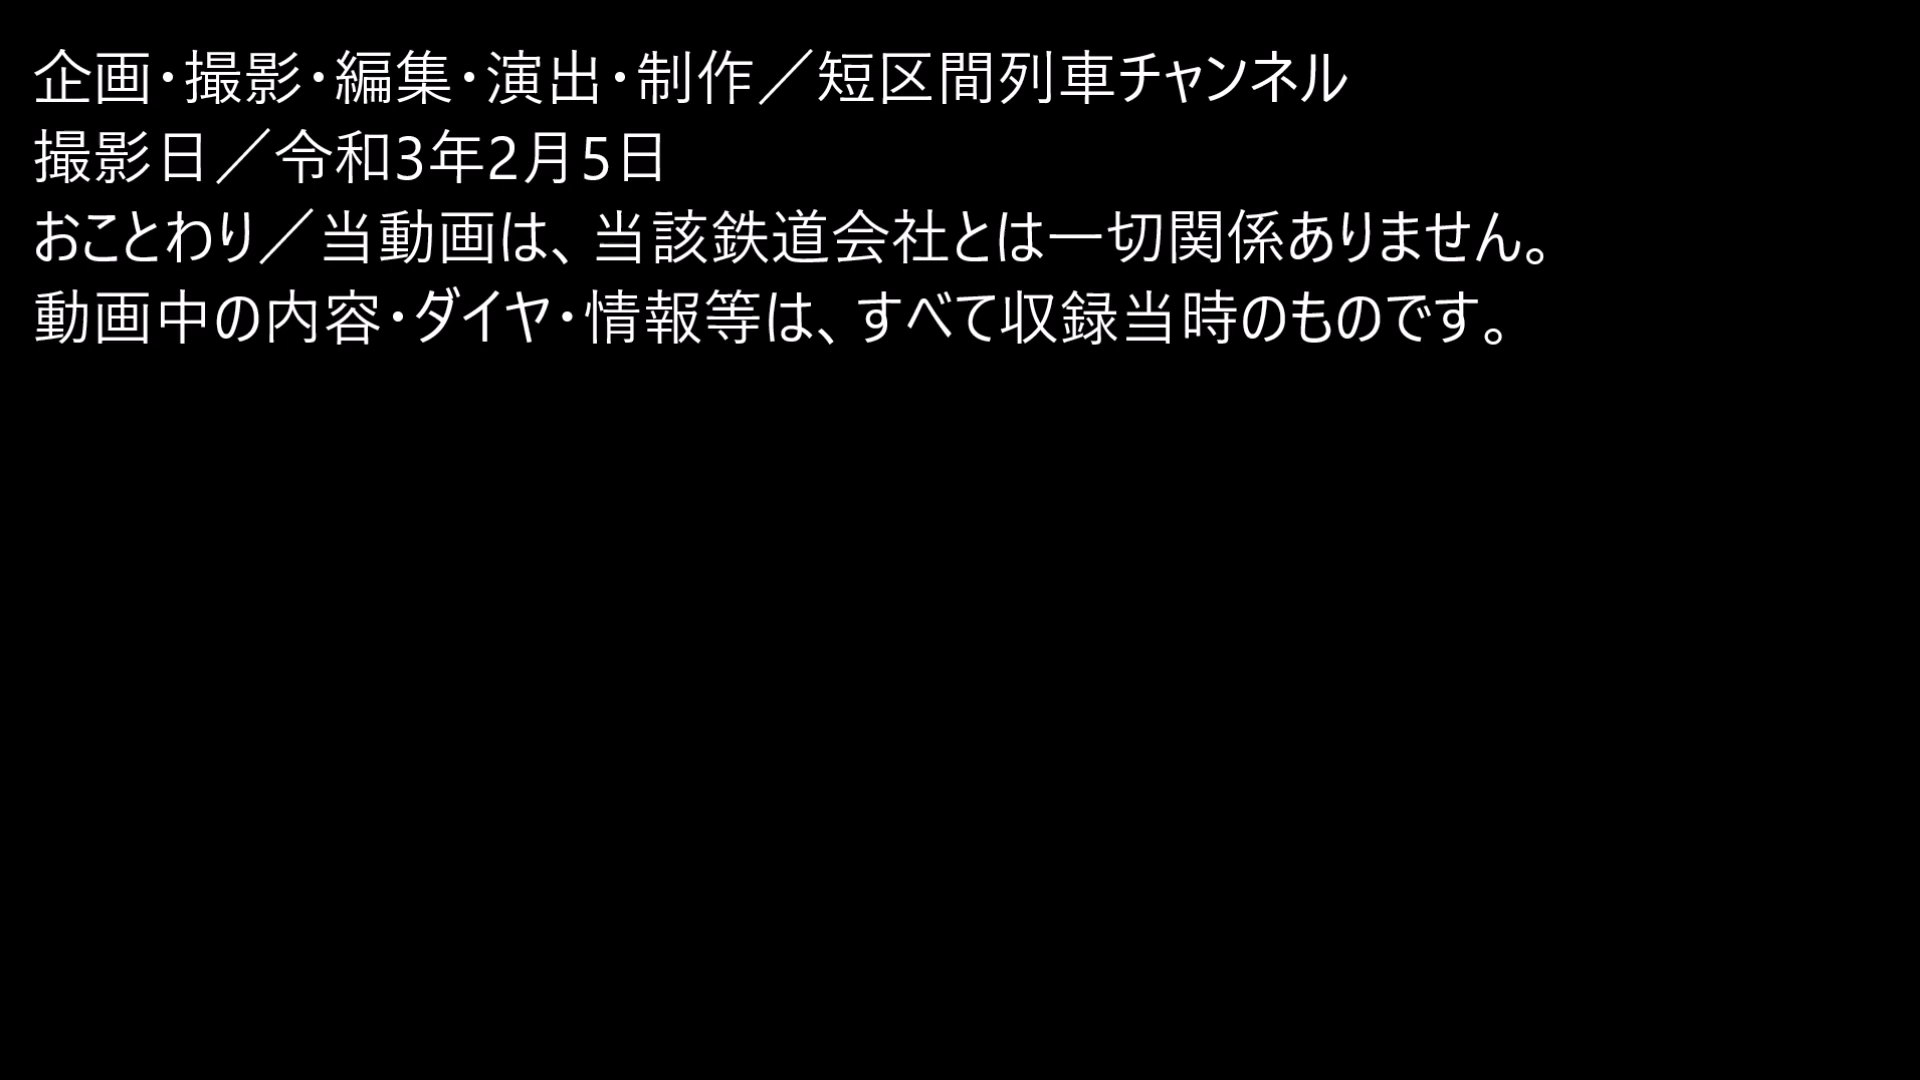 企画・撮影・編集・演出・制作／短区間列車チャンネル
撮影日／令和3年2月5日
おことわり／当動画は、当該鉄道会社とは一切関係ありません。
動画中の内容・ダイヤ・情報等は、すべて収録当時のものです。